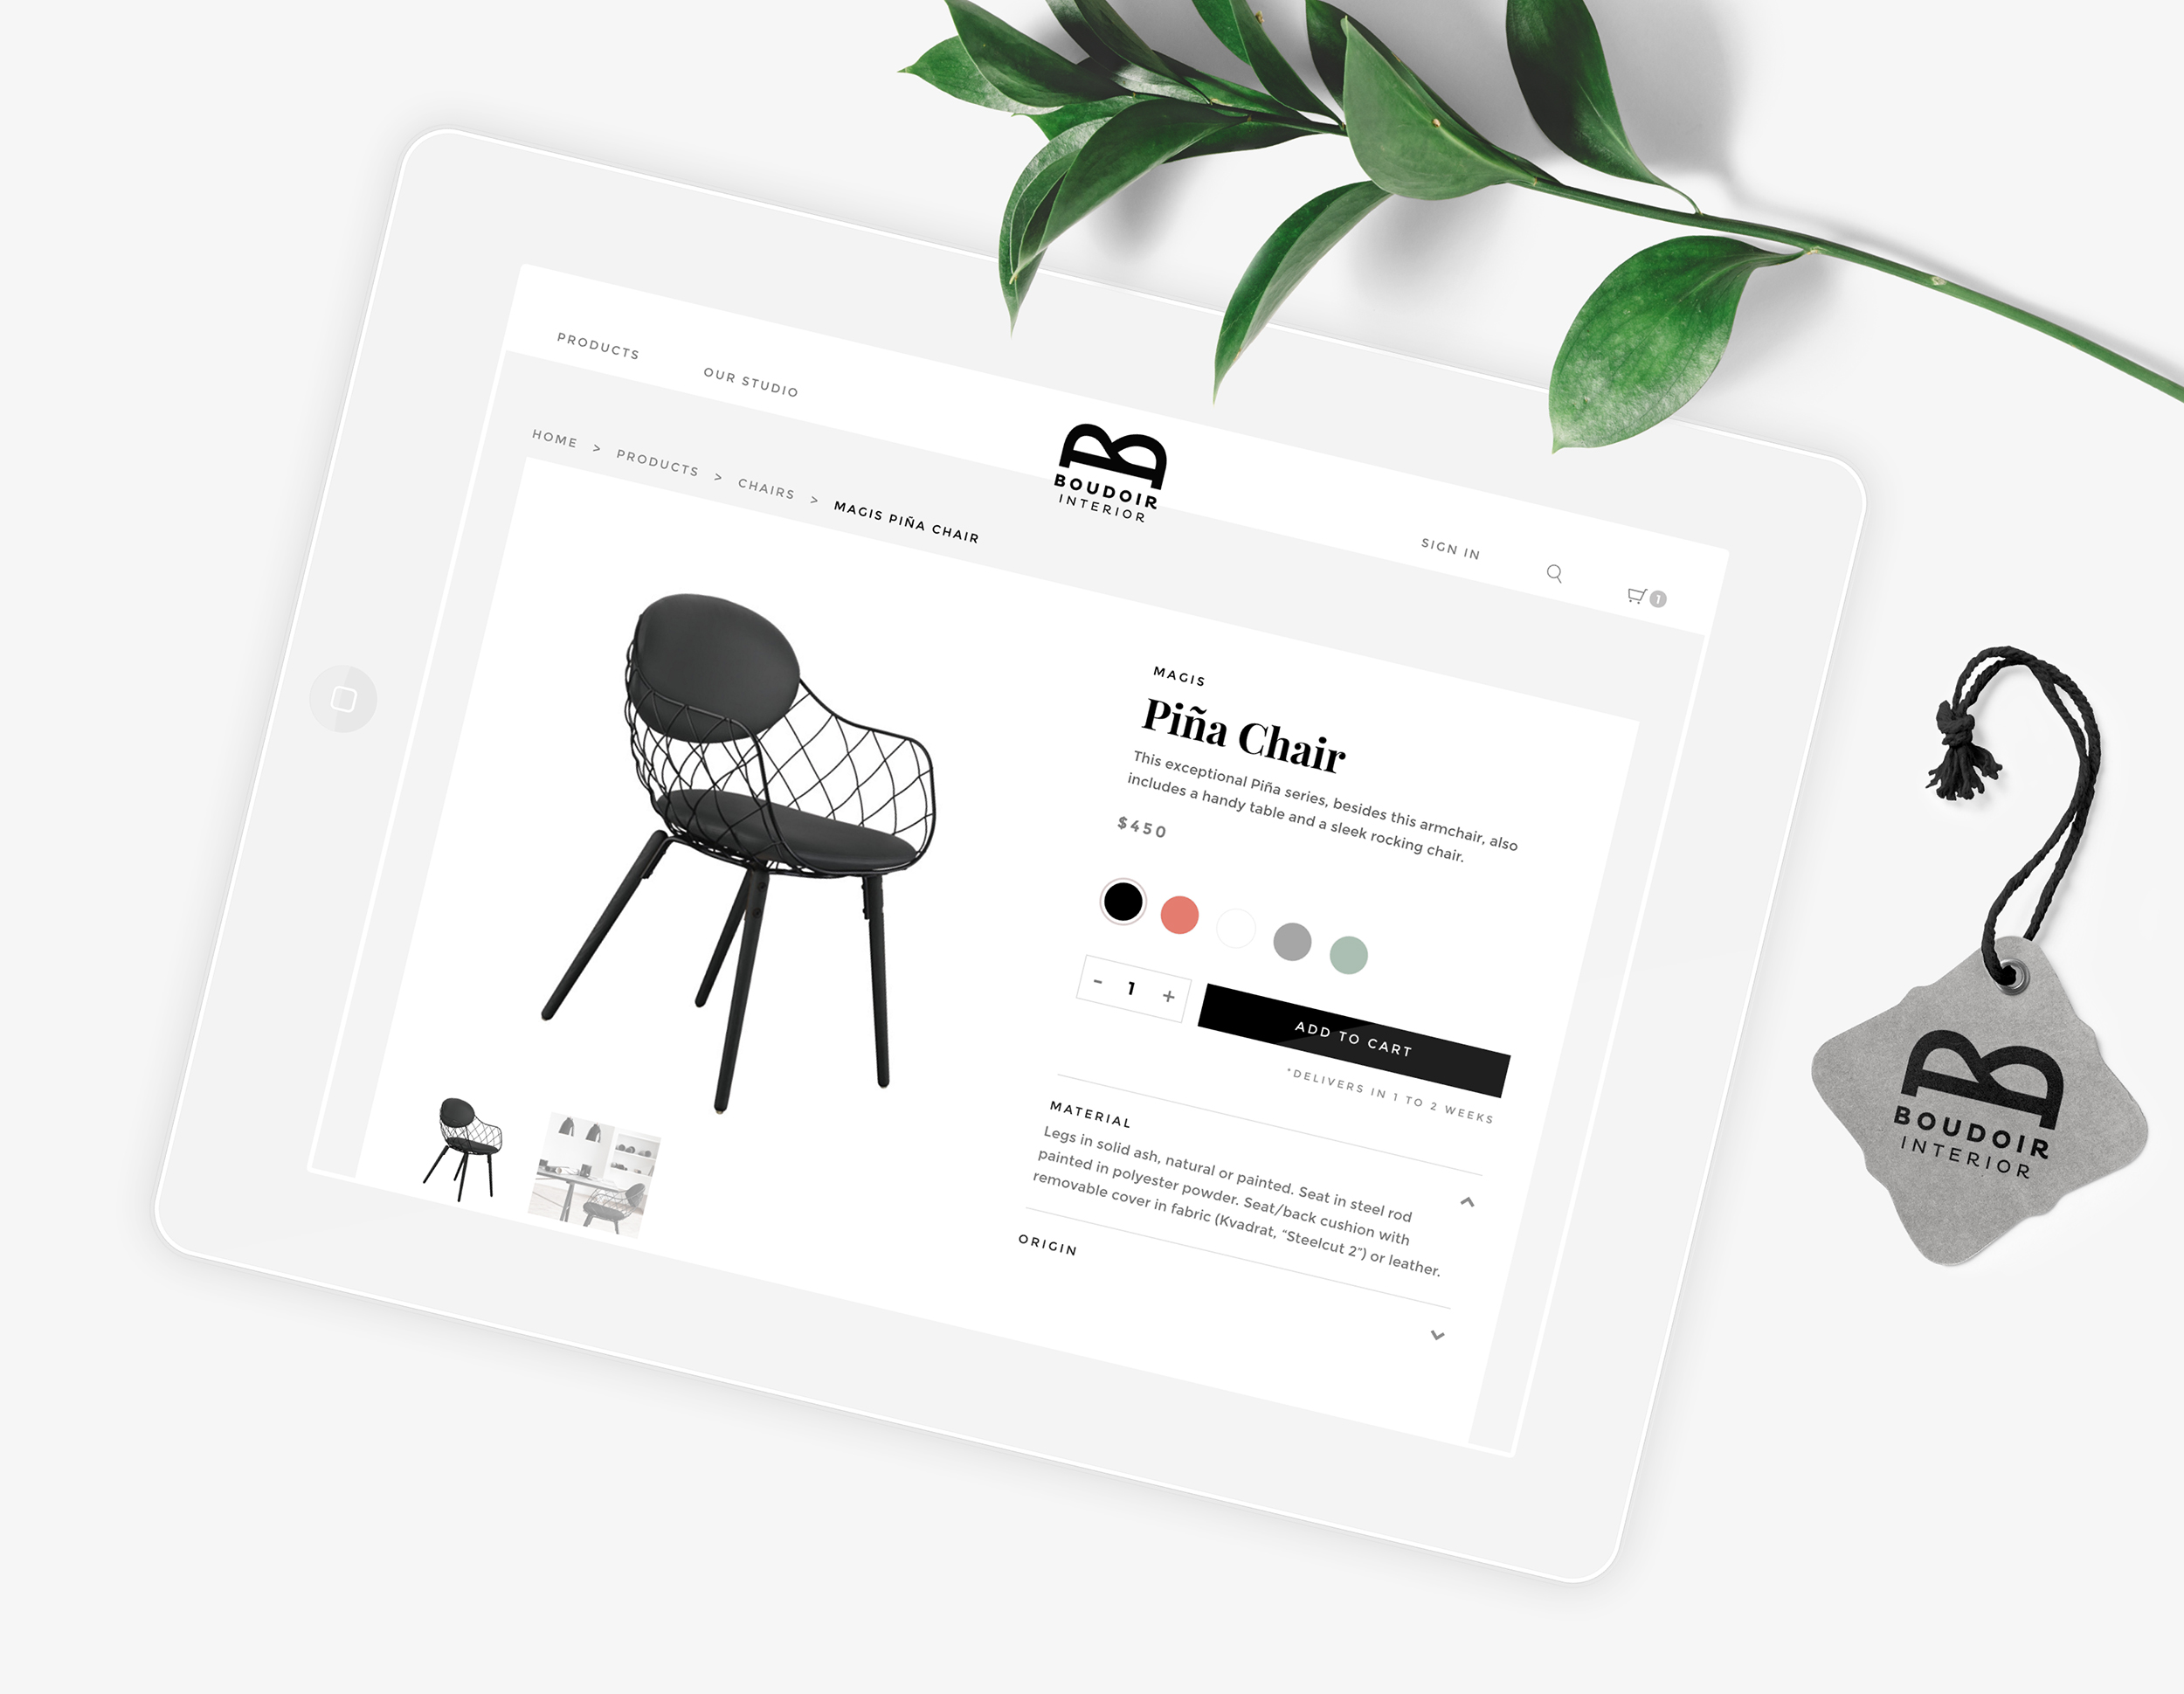 PRODUCTS
OUR STUDIO
BOUDOIR
INTERIOR
SIGN IN
1
HOME > PRODUCTS > CHAIRS > MAGIS PIÑA CHAIR
MAGIS
Piña Chair
This exceptional Piña series, besides this armchair, also
includes a handy table and a sleek rocking chair.
$450
- 1 +
ADD TO CART
*DELIVERS IN 1 TO 2 WEEKS
MATERIAL
Legs in solid ash, natural or painted. Seat in steel rod
painted in polyester powder. Seat/back cushion with
removable cover in fabric (Kvadrat, “Steelcut 2”) or leather.
ORIGIN
BOUDOIR
INTERIOR